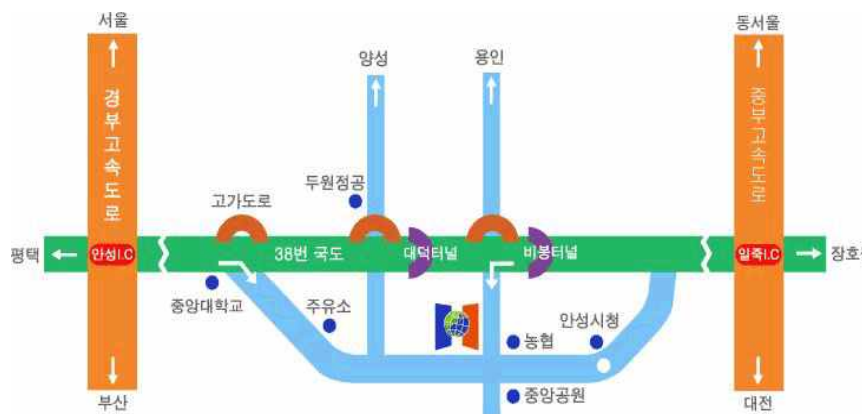 서울
동서울
양성
용인
경부고속도로
중부고속도로
두원정공
고가도로
평택
안성I.C
38번 국도
대덕터널
비봉터널
일죽I.C
중앙대학교
주유소
농협
안성시청
중앙공원
부산
대전